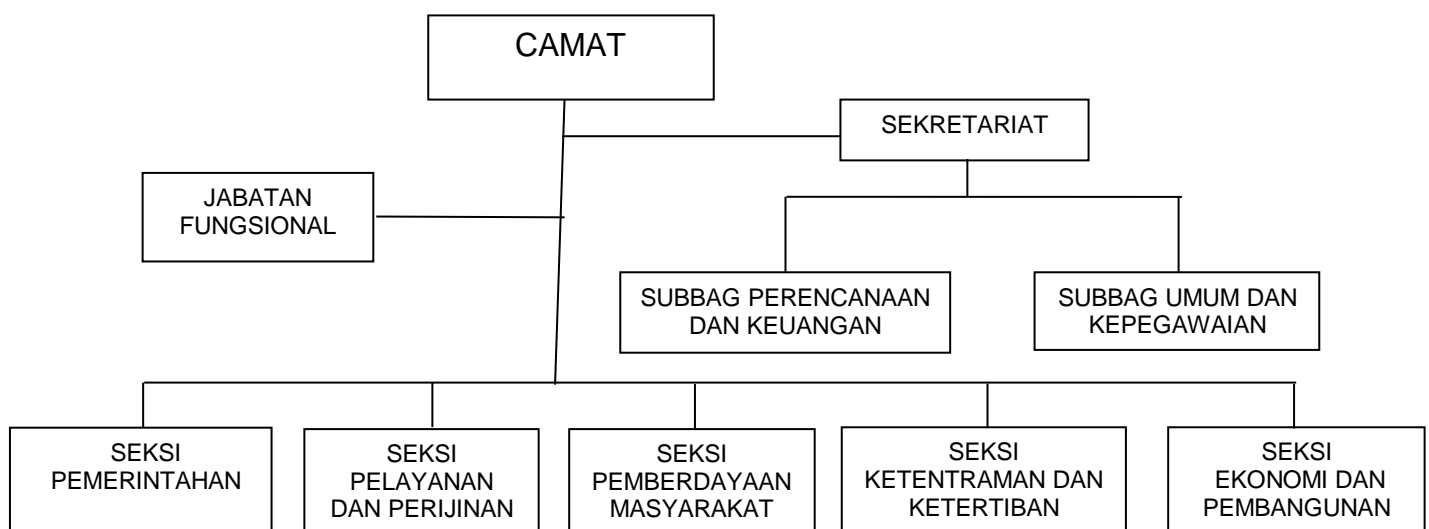 CAMAT
SEKRETARIAT
JABATAN
FUNGSIONAL
SUBBAG PERENCANAAN
DAN KEUANGAN
SUBBAG UMUM DAN
KEPEGAWAIAN
SEKSI
PEMERINTAHAN
SEKSI
PELAYANAN
DAN PERIJINAN
SEKSI
PEMBERDAYAAN
MASYARAKAT
SEKSI
KETENTRAMAN DAN
KETERTIBAN
SEKSI
EKONOMI DAN
PEMBANGUNAN